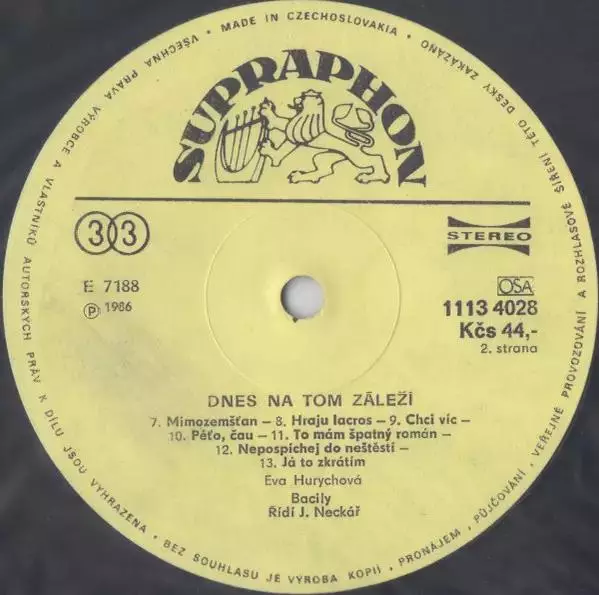 • MADE IN CZECHOSLOVAKIA • VŠECHNA PRÁVA VÝROBCE A VLASTNÍKŮ AUTORSKÝCH PRÁV K DÍLU JSOU VYHRAZENA • BEZ SOUHLASU JE VÝROBA KOPIÍ, PRONÁJEM, PŮJČOVÁNÍ, VEŘEJNÉ PROVOZOVÁNÍ A ROZHLASOVÉ ŠÍŘENÍ TÉTO DESKY ZAKÁZÁNO
SUPRAPHON
33
STEREO
E 7188
OSA
Ⓟ 1986
1113 4028
Kčs 44,-
2. strana
DNES NA TOM ZÁLEŽÍ
7. Mimozemšťan – 8. Hraju lacros – 9. Chci víc –
10. Péťo, čau – 11. To mám špatný román –
12. Nepospíchej do neštěstí –
13. Já to zkrátím
Eva Hurychová
Bacily
Řídí J. Neckář